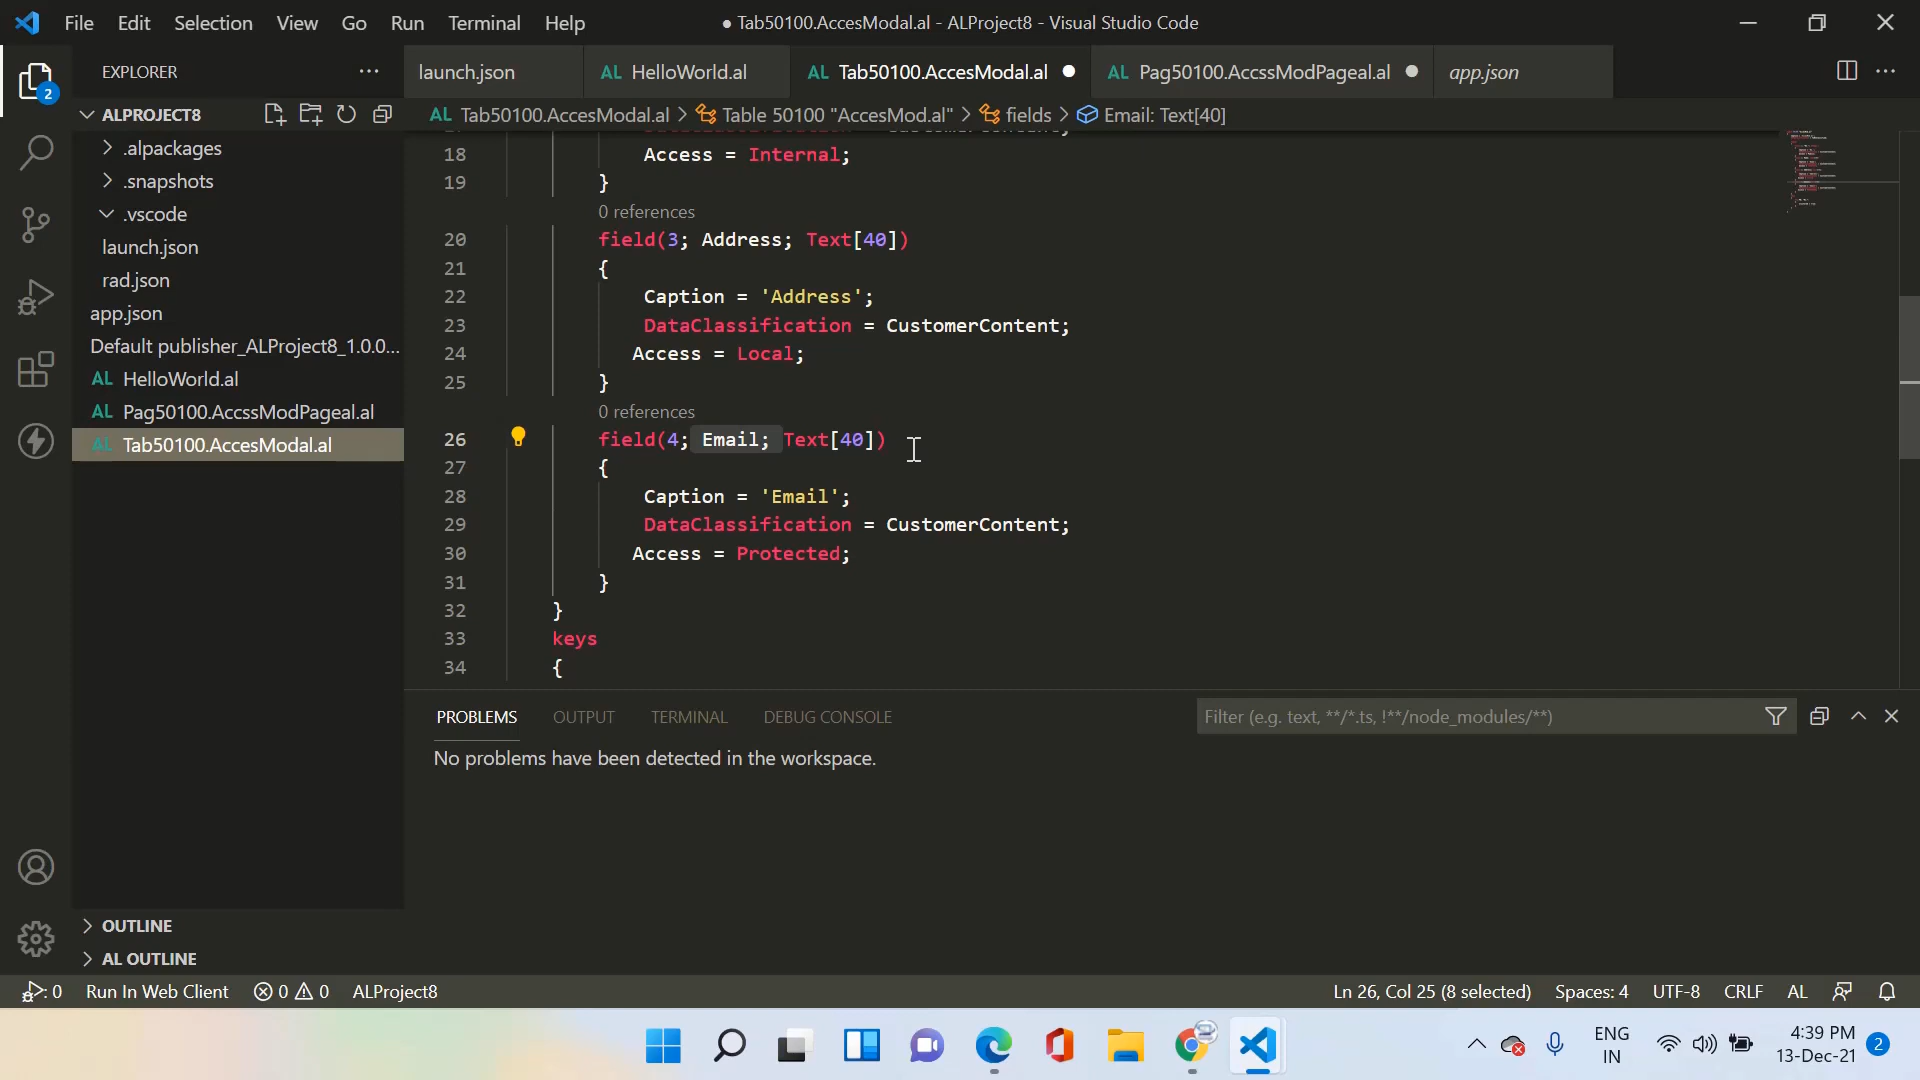 File Edit Selection View Go Run Terminal Help
● Tab50100.AccesModal.al - ALProject8 - Visual Studio Code
EXPLORER
ALPROJECT8
.alpackages
.snapshots
.vscode
launch.json
rad.json
app.json
Default publisher_ALProject8_1.0.0...
AL HelloWorld.al
AL Pag50100.AccssModPageal.al
AL Tab50100.AccesModal.al
OUTLINE
AL OUTLINE
2
launch.json AL HelloWorld.al AL Tab50100.AccesModal.al ● AL Pag50100.AccssModPageal.al ● app.json
AL Tab50100.AccesModal.al > Table 50100 "AccesMod.al" > fields > Email: Text[40]
18 Access = Internal;
19 }
0 references
20 field(3; Address; Text[40])
21 {
22 Caption = 'Address';
23 DataClassification = CustomerContent;
24 Access = Local;
25 }
0 references
26 field(4; Email; Text[40])
27 {
28 Caption = 'Email';
29 DataClassification = CustomerContent;
30 Access = Protected;
31 }
32 }
33 keys
34 {
PROBLEMS OUTPUT TERMINAL DEBUG CONSOLE
Filter (e.g. text, **/*.ts, !**/node_modules/**)
No problems have been detected in the workspace.
: 0 Run In Web Client 0 0 ALProject8
Ln 26, Col 25 (8 selected) Spaces: 4 UTF-8 CRLF AL
ENG
IN
4:39 PM
13-Dec-21
2